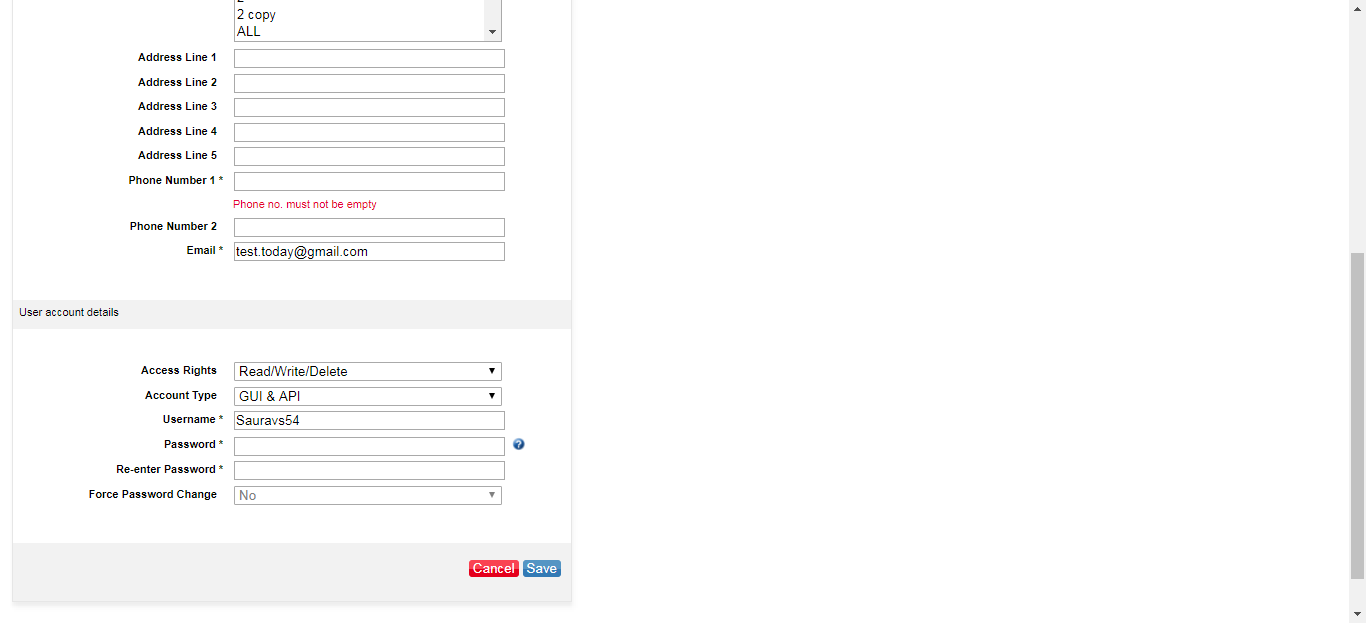 2 copy
ALL
Address Line 1
Address Line 2
Address Line 3
Address Line 4
Address Line 5
Phone Number 1 *
Phone no. must not be empty
Phone Number 2
Email * test.today@gmail.com
User account details
Access Rights Read/Write/Delete
Account Type GUI & API
Username * Sauravs54
Password * ?
Re-enter Password *
Force Password Change No
Cancel Save